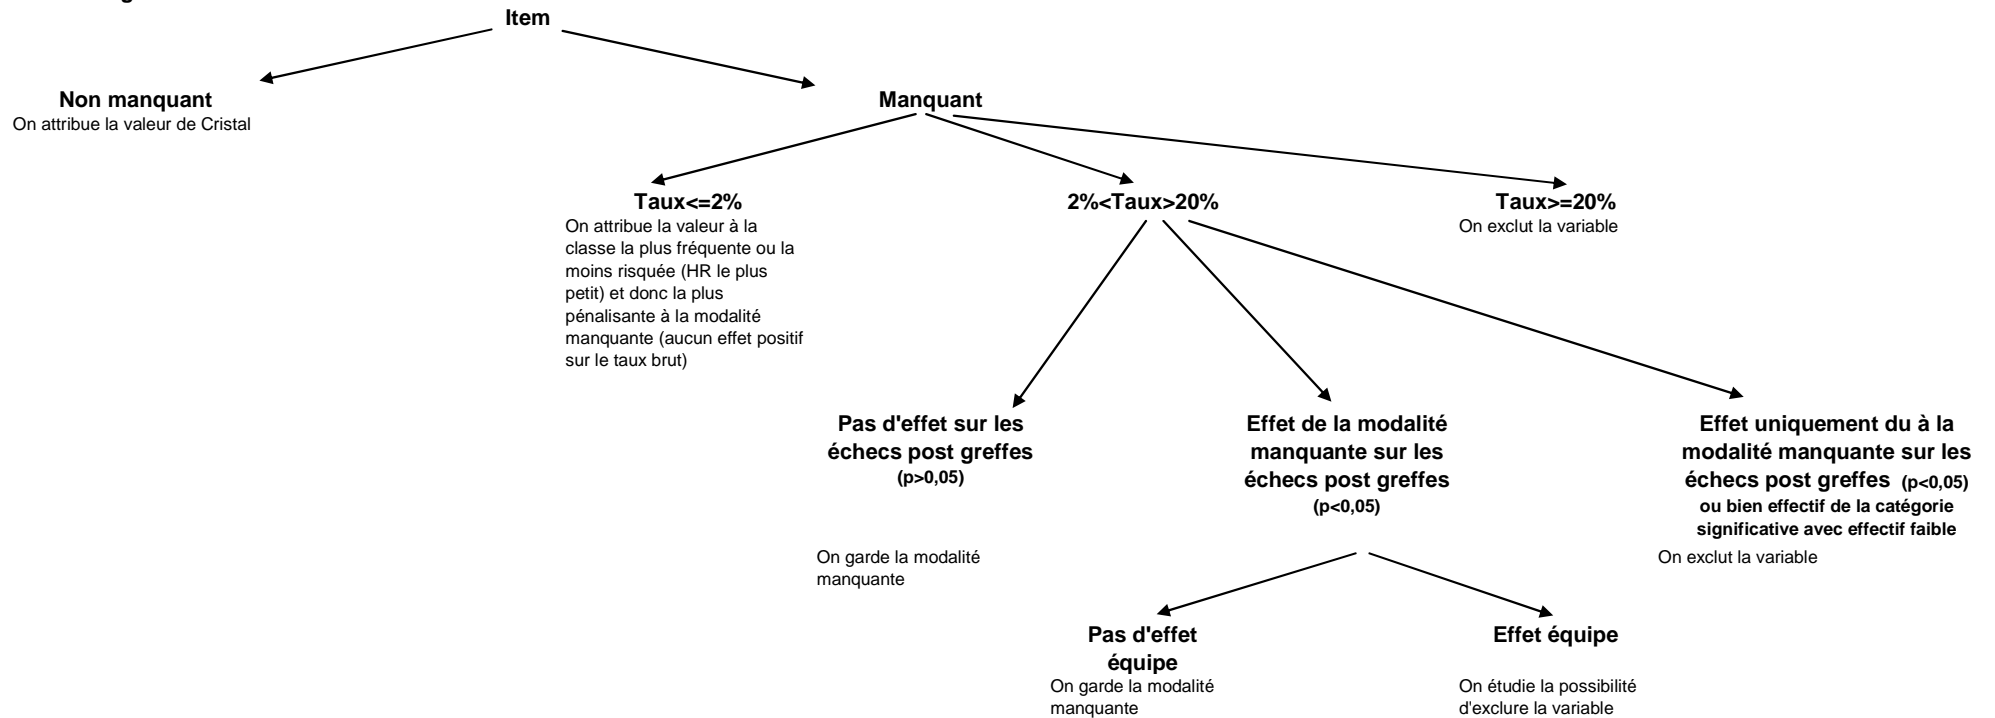 Item
Non manquant
On attribue la valeur de Cristal
Manquant
Taux<=2%
On attribue la valeur à la
classe la plus fréquente ou la
moins risquée (HR le plus
petit) et donc la plus
pénalisante à la modalité
manquante (aucun effet positif
sur le taux brut)
2%<Taux>20%
Taux>=20%
On exclut la variable
Pas d'effet sur les
échecs post greffes
(p>0,05)
On garde la modalité
manquante
Effet de la modalité
manquante sur les
échecs post greffes
(p<0,05)
Effet uniquement du à la
modalité manquante sur les
échecs post greffes (p<0,05)
ou bien effectif de la catégorie
significative avec effectif faible
On exclut la variable
Pas d'effet
équipe
On garde la modalité
manquante
Effet équipe
On étudie la possibilité
d'exclure la variable